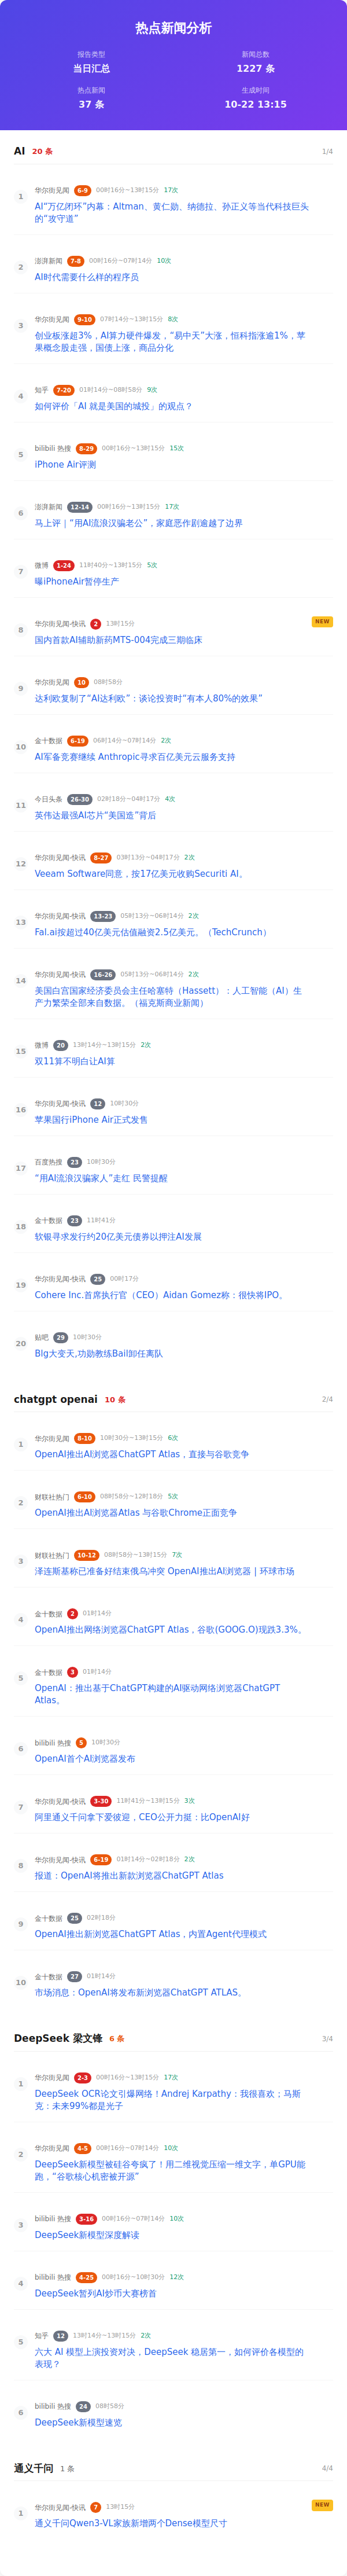 热点新闻分析
报告类型
新闻总数
当日汇总
1227 条
热点新闻
生成时间
37 条
10-22 13:15
AI 20 条 1/4
1
华尔街见闻 6-9 00时16分~13时15分 17次
AI“万亿闭环”内幕：Altman、黄仁勋、纳德拉、孙正义等当代科技巨头
的“攻守道”
2
澎湃新闻 7-8 00时16分~07时14分 10次
AI时代需要什么样的程序员
3
华尔街见闻 9-10 07时14分~13时15分 8次
创业板涨超3%，AI算力硬件爆发，“易中天”大涨，恒科指涨逾1%，苹
果概念股走强，国债上涨，商品分化
4
知乎 7-20 01时14分~08时58分 9次
如何评价「AI 就是美国的城投」的观点？
5
bilibili 热搜 8-29 00时16分~13时15分 15次
iPhone Air评测
6
澎湃新闻 12-14 00时16分~13时15分 17次
马上评｜“用AI流浪汉骗老公”，家庭恶作剧逾越了边界
7
微博 1-24 11时40分~13时15分 5次
曝iPhoneAir暂停生产
8
华尔街见闻-快讯 2 13时15分 NEW
国内首款AI辅助新药MTS-004完成三期临床
9
华尔街见闻 10 08时58分
达利欧复制了“AI达利欧”：谈论投资时“有本人80%的效果”
10
金十数据 6-19 06时14分~07时14分 2次
AI军备竞赛继续 Anthropic寻求百亿美元云服务支持
11
今日头条 26-30 02时18分~04时17分 4次
英伟达最强AI芯片“美国造”背后
12
华尔街见闻-快讯 8-27 03时13分~04时17分 2次
Veeam Software同意，按17亿美元收购Securiti AI。
13
华尔街见闻-快讯 13-23 05时13分~06时14分 2次
Fal.ai按超过40亿美元估值融资2.5亿美元。（TechCrunch）
14
华尔街见闻-快讯 16-26 05时13分~06时14分 2次
美国白宫国家经济委员会主任哈塞特（Hassett）：人工智能（AI）生
产力繁荣全部来自数据。（福克斯商业新闻）
15
微博 20 13时14分~13时15分 2次
双11算不明白让AI算
16
华尔街见闻-快讯 12 10时30分
苹果国行iPhone Air正式发售
17
百度热搜 23 10时30分
“用AI流浪汉骗家人”走红 民警提醒
18
金十数据 23 11时41分
软银寻求发行约20亿美元债券以押注AI发展
19
华尔街见闻-快讯 25 00时17分
Cohere Inc.首席执行官（CEO）Aidan Gomez称：很快将IPO。
20
贴吧 29 10时30分
Blg大变天,功勋教练Bail卸任离队
chatgpt openai 10 条 2/4
1
华尔街见闻 8-10 10时30分~13时15分 6次
OpenAI推出AI浏览器ChatGPT Atlas，直接与谷歌竞争
2
财联社热门 6-10 08时58分~12时18分 5次
OpenAI推出AI浏览器Atlas 与谷歌Chrome正面竞争
3
财联社热门 10-12 08时58分~13时15分 7次
泽连斯基称已准备好结束俄乌冲突 OpenAI推出AI浏览器 | 环球市场
4
金十数据 2 01时14分
OpenAI推出网络浏览器ChatGPT Atlas，谷歌(GOOG.O)现跌3.3%。
5
金十数据 3 01时14分
OpenAI：推出基于ChatGPT构建的AI驱动网络浏览器ChatGPT
Atlas。
6
bilibili 热搜 5 10时30分
OpenAI首个AI浏览器发布
7
华尔街见闻-快讯 3-30 11时41分~13时15分 3次
阿里通义千问拿下爱彼迎，CEO公开力挺：比OpenAI好
8
华尔街见闻-快讯 6-19 01时14分~02时18分 2次
报道：OpenAI将推出新款浏览器ChatGPT Atlas
9
金十数据 25 02时18分
OpenAI推出新浏览器ChatGPT Atlas，内置Agent代理模式
10
金十数据 27 01时14分
市场消息：OpenAI将发布新浏览器ChatGPT ATLAS。
DeepSeek 梁文锋 6 条 3/4
1
华尔街见闻 2-3 00时16分~13时15分 17次
DeepSeek OCR论文引爆网络！Andrej Karpathy：我很喜欢；马斯
克：未来99%都是光子
2
华尔街见闻 4-5 00时16分~07时14分 10次
DeepSeek新模型被硅谷夸疯了！用二维视觉压缩一维文字，单GPU能
跑，“谷歌核心机密被开源”
3
bilibili 热搜 3-16 00时16分~07时14分 10次
DeepSeek新模型深度解读
4
bilibili 热搜 4-25 00时16分~10时30分 12次
DeepSeek暂列AI炒币大赛榜首
5
知乎 12 13时14分~13时15分 2次
六大 AI 模型上演投资对决，DeepSeek 稳居第一，如何评价各模型的
表现？
6
bilibili 热搜 24 08时58分
DeepSeek新模型速览
通义千问 1 条 4/4
1
华尔街见闻-快讯 7 13时15分 NEW
通义千问Qwen3-VL家族新增两个Dense模型尺寸